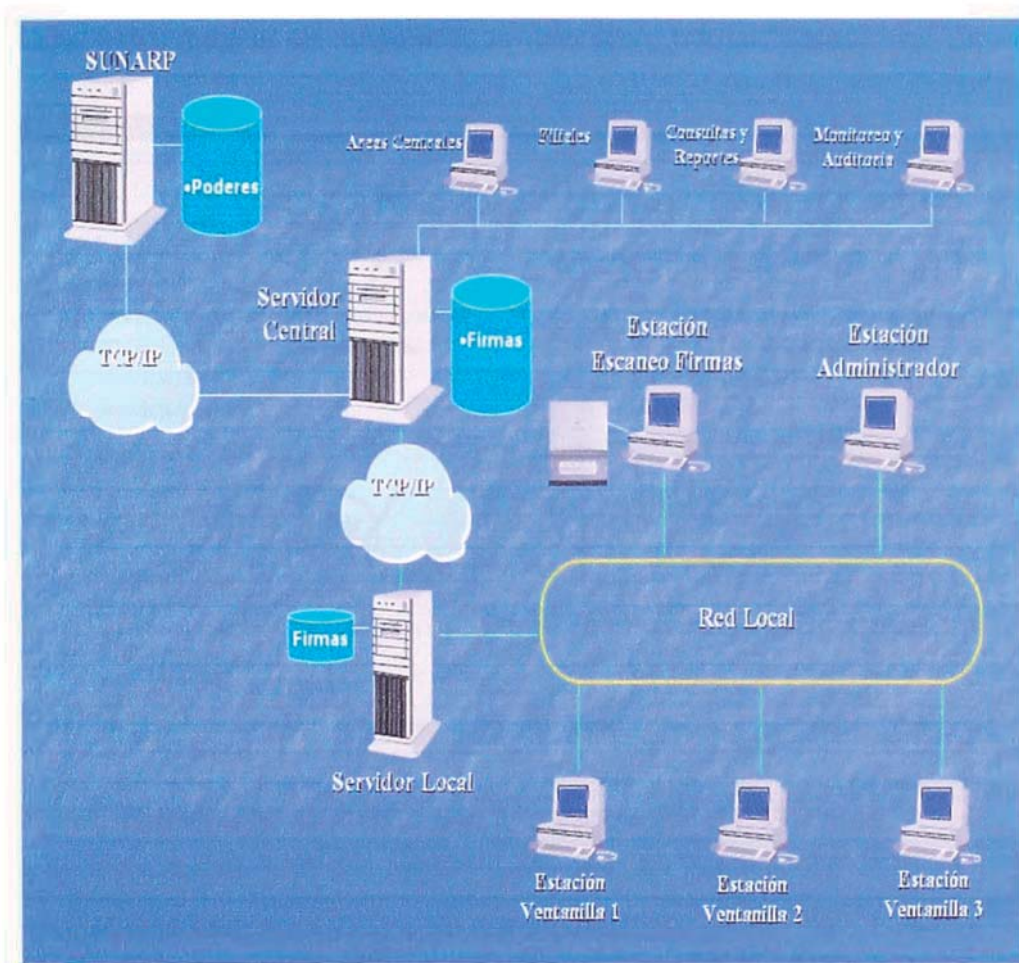 SUNARP
•Poderes
Areas Centrales
Filiales
Consultas y
Reportes
Monitoreo y
Auditoria
Servidor
Central
•Firmas
TCP/IP
Estación
Escaneo Firmas
Estación
Administrador
TCP/IP
Red Local
Firmas
Servidor Local
Estación
Ventanilla 1
Estación
Ventanilla 2
Estación
Ventanilla 3